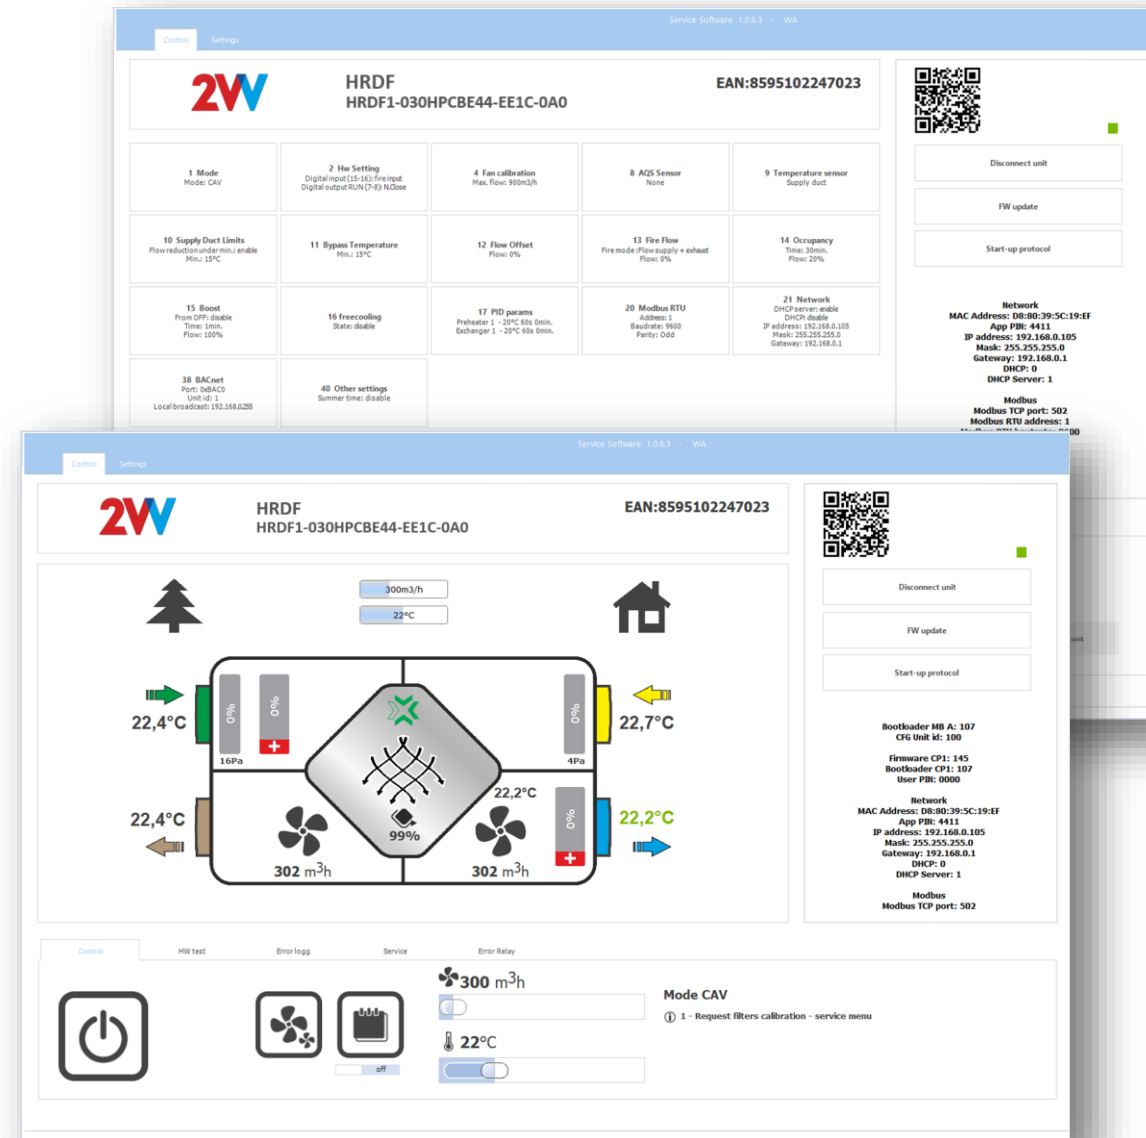 Service Software 1.0.6.3 - WA
Control Settings
2VV
HRDF
HRDF1-030HPCBE44-EE1C-0A0
EAN:8595102247023
1 Mode
Mode: CAV
2 Hw Setting
Digital input (15-16): fire input
Digital output RUN (7-8): N.Close
4 Fan calibration
Max. flow: 900m3/h
8 AQS Sensor
None
9 Temperature sensor
Supply duct
10 Supply Duct Limits
Flow reduction under min.: enable
Min.: 15°C
11 Bypass Temperature
Min.: 15°C
12 Flow Offset
Flow: 0%
13 Fire Flow
Fire mode :Flow supply + exhaust
Flow: 0%
14 Occupancy
Time: 30min.
Flow: 20%
15 Boost
From OFF: disable
Time: 1min.
Flow: 100%
16 freecooling
State: disable
17 PID params
Preheater 1 - 20°C 60s 0min.
Exchanger 1 - 20°C 60s 0min.
20 Modbus RTU
Address: 1
Baudrate: 9600
Parity: Odd
21 Network
DHCP server: enable
DHCP: disable
IP address: 192.168.0.105
Mask: 255.255.255.0
Gateway: 192.168.0.1
38 BACnet
Port: 0xBAC0
Unit id: 1
Local broadcast: 192.168.0.255
40 Other settings
Summer time: disable
Disconnect unit
FW update
Start-up protocol
Network
MAC Address: D8:80:39:5C:19:EF
App PIN: 4411
IP address: 192.168.0.105
Mask: 255.255.255.0
Gateway: 192.168.0.1
DHCP: 0
DHCP Server: 1
Modbus
Modbus TCP port: 502
Modbus RTU address: 1
unit
Service Software 1.0.6.3 - WA
Control Settings
2VV
HRDF
HRDF1-030HPCBE44-EE1C-0A0
EAN:8595102247023
300m3/h
22°C
22,4°C
0%
0%
16Pa
0%
4Pa
22,7°C
22,4°C
302 m3h
99%
22,2°C
302 m3h
0%
22,2°C
Disconnect unit
FW update
Start-up protocol
Bootloader MB A: 107
CFG Unit id: 100
Firmware CP1: 145
Bootloader CP1: 107
User PIN: 0000
Network
MAC Address: D8:80:39:5C:19:EF
App PIN: 4411
IP address: 192.168.0.105
Mask: 255.255.255.0
Gateway: 192.168.0.1
DHCP: 0
DHCP Server: 1
Modbus
Modbus TCP port: 502
Control HW test Error logg Service Error Relay
off
300 m3h
22°C
Mode CAV
1 - Request filters calibration - service menu